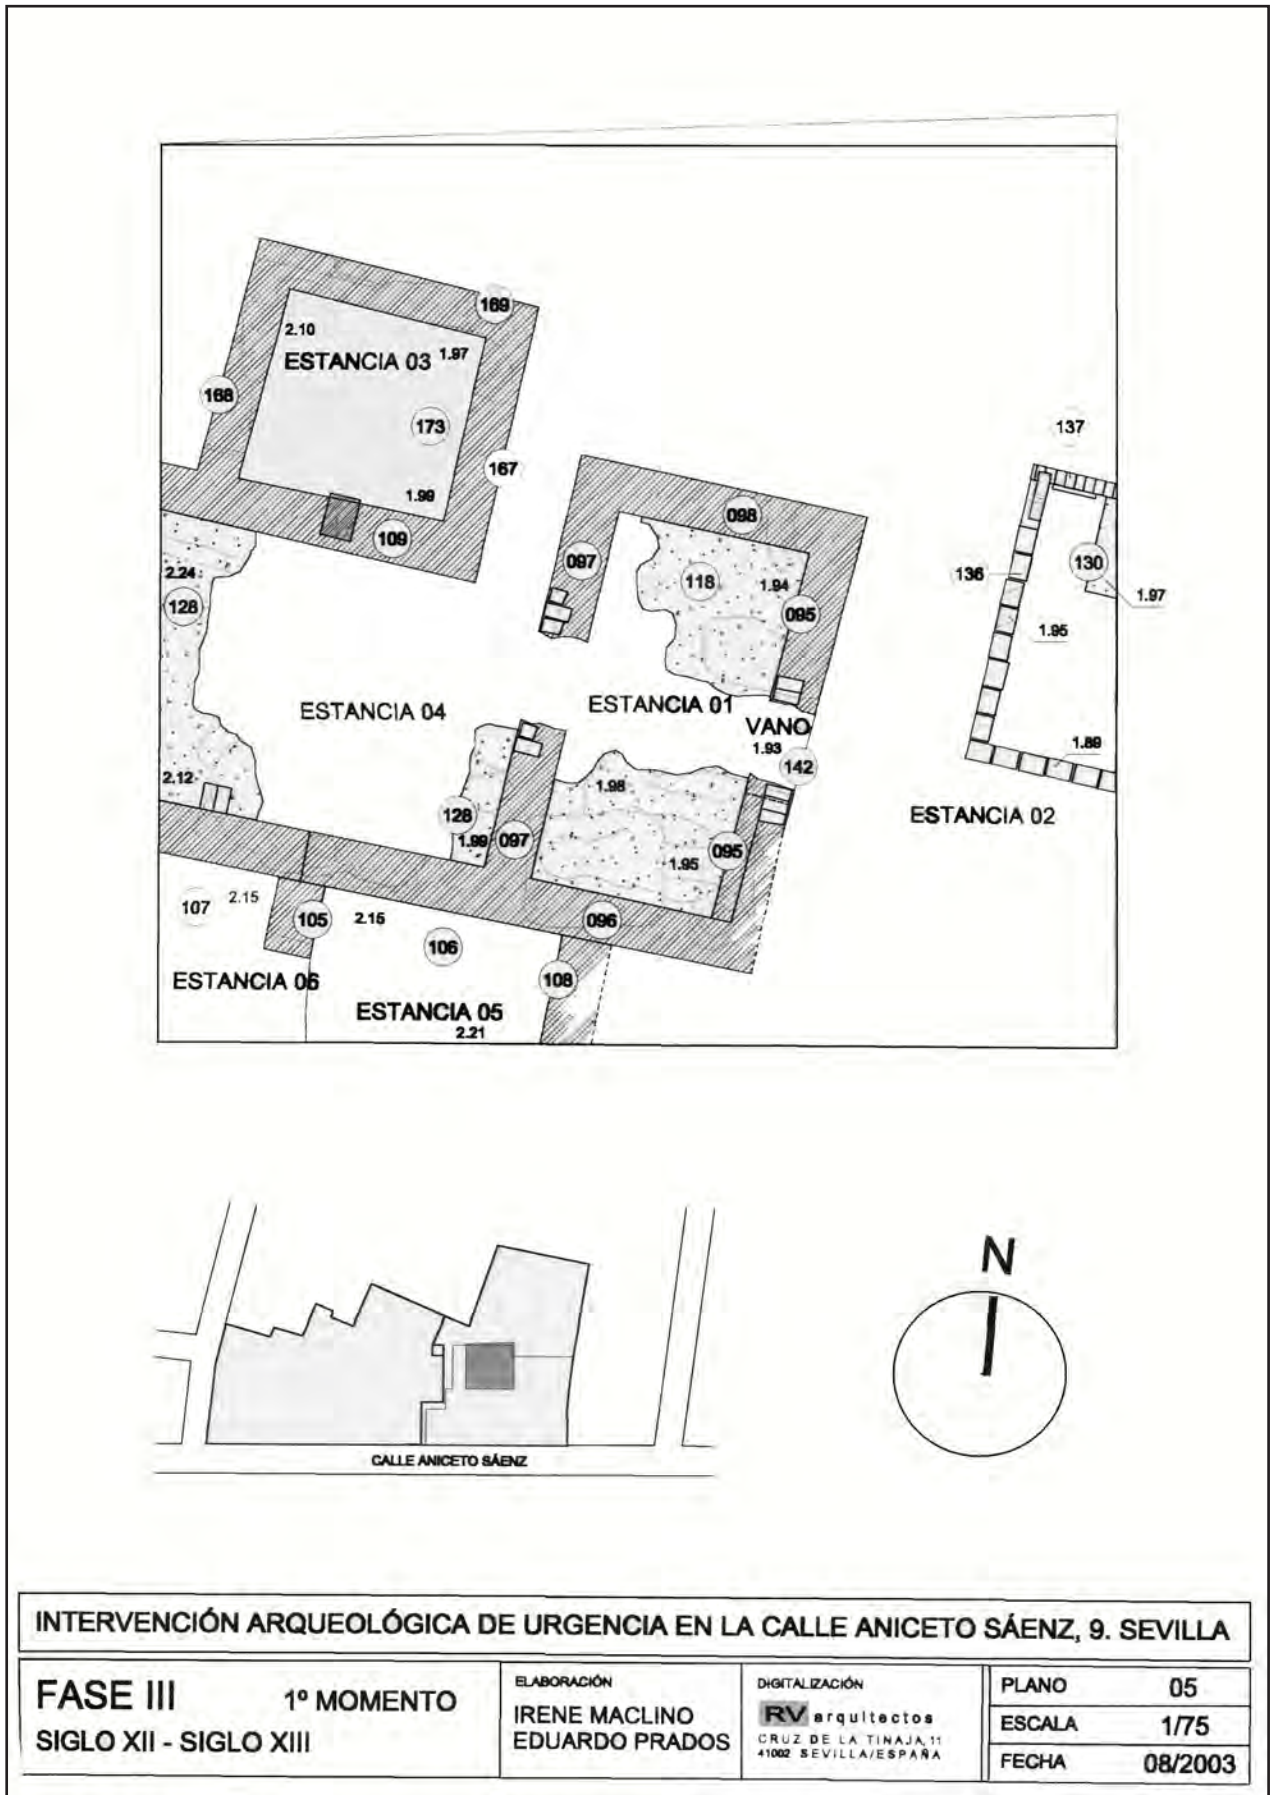 169
2.10
ESTANCIA 03 1.97
168
173
137
167
1.99
098
109
097
136
130
2.24
118
1.94
1.97
128
095
1.95
ESTANCIA 01
ESTANCIA 04
VANO
1.93
1.89
142
2.12
1.98
128
ESTANCIA 02
1.99
097
095
1.95
107
2.15
105
2.15
096
106
ESTANCIA 06
108
ESTANCIA 05
2.21
N
CALLE ANICETO SÁENZ
INTERVENCIÓN ARQUEOLÓGICA DE URGENCIA EN LA CALLE ANICETO SÁENZ, 9. SEVILLA
FASE III 1º MOMENTO
SIGLO XII - SIGLO XIII
ELABORACIÓN
IRENE MACLINO
EDUARDO PRADOS
DIGITALIZACIÓN
RV arquitectos
CRUZ DE LA TINAJA, 11
41002 SEVILLA/ESPAÑA
PLANO 05
ESCALA 1/75
FECHA 08/2003